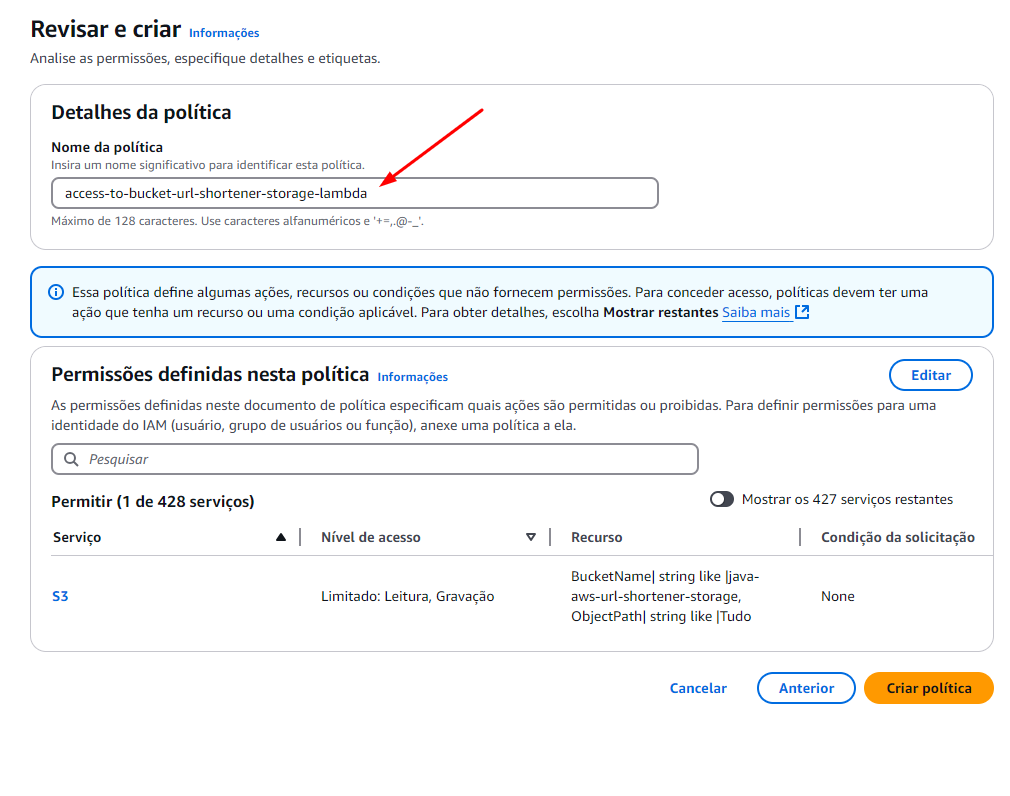 Revisar e criar Informações
Analise as permissões, especifique detalhes e etiquetas.
Detalhes da política
Nome da política
Insira um nome significativo para identificar esta política.
access-to-bucket-url-shortener-storage-lambda
Máximo de 128 caracteres. Use caracteres alfanuméricos e '+=,.@-_'.
Essa política define algumas ações, recursos ou condições que não fornecem permissões. Para conceder acesso, políticas devem ter uma
ação que tenha um recurso ou uma condição aplicável. Para obter detalhes, escolha Mostrar restantes Saiba mais
Permissões definidas nesta política Informações
Editar
As permissões definidas neste documento de política especificam quais ações são permitidas ou proibidas. Para definir permissões para uma
identidade do IAM (usuário, grupo de usuários ou função), anexe uma política a ela.
Pesquisar
Permitir (1 de 428 serviços)
Mostrar os 427 serviços restantes
Serviço Nível de acesso Recurso Condição da solicitação
S3
Limitado: Leitura, Gravação
BucketName| string like |java-
aws-url-shortener-storage,
ObjectPath| string like |Tudo
None
Cancelar Anterior Criar política